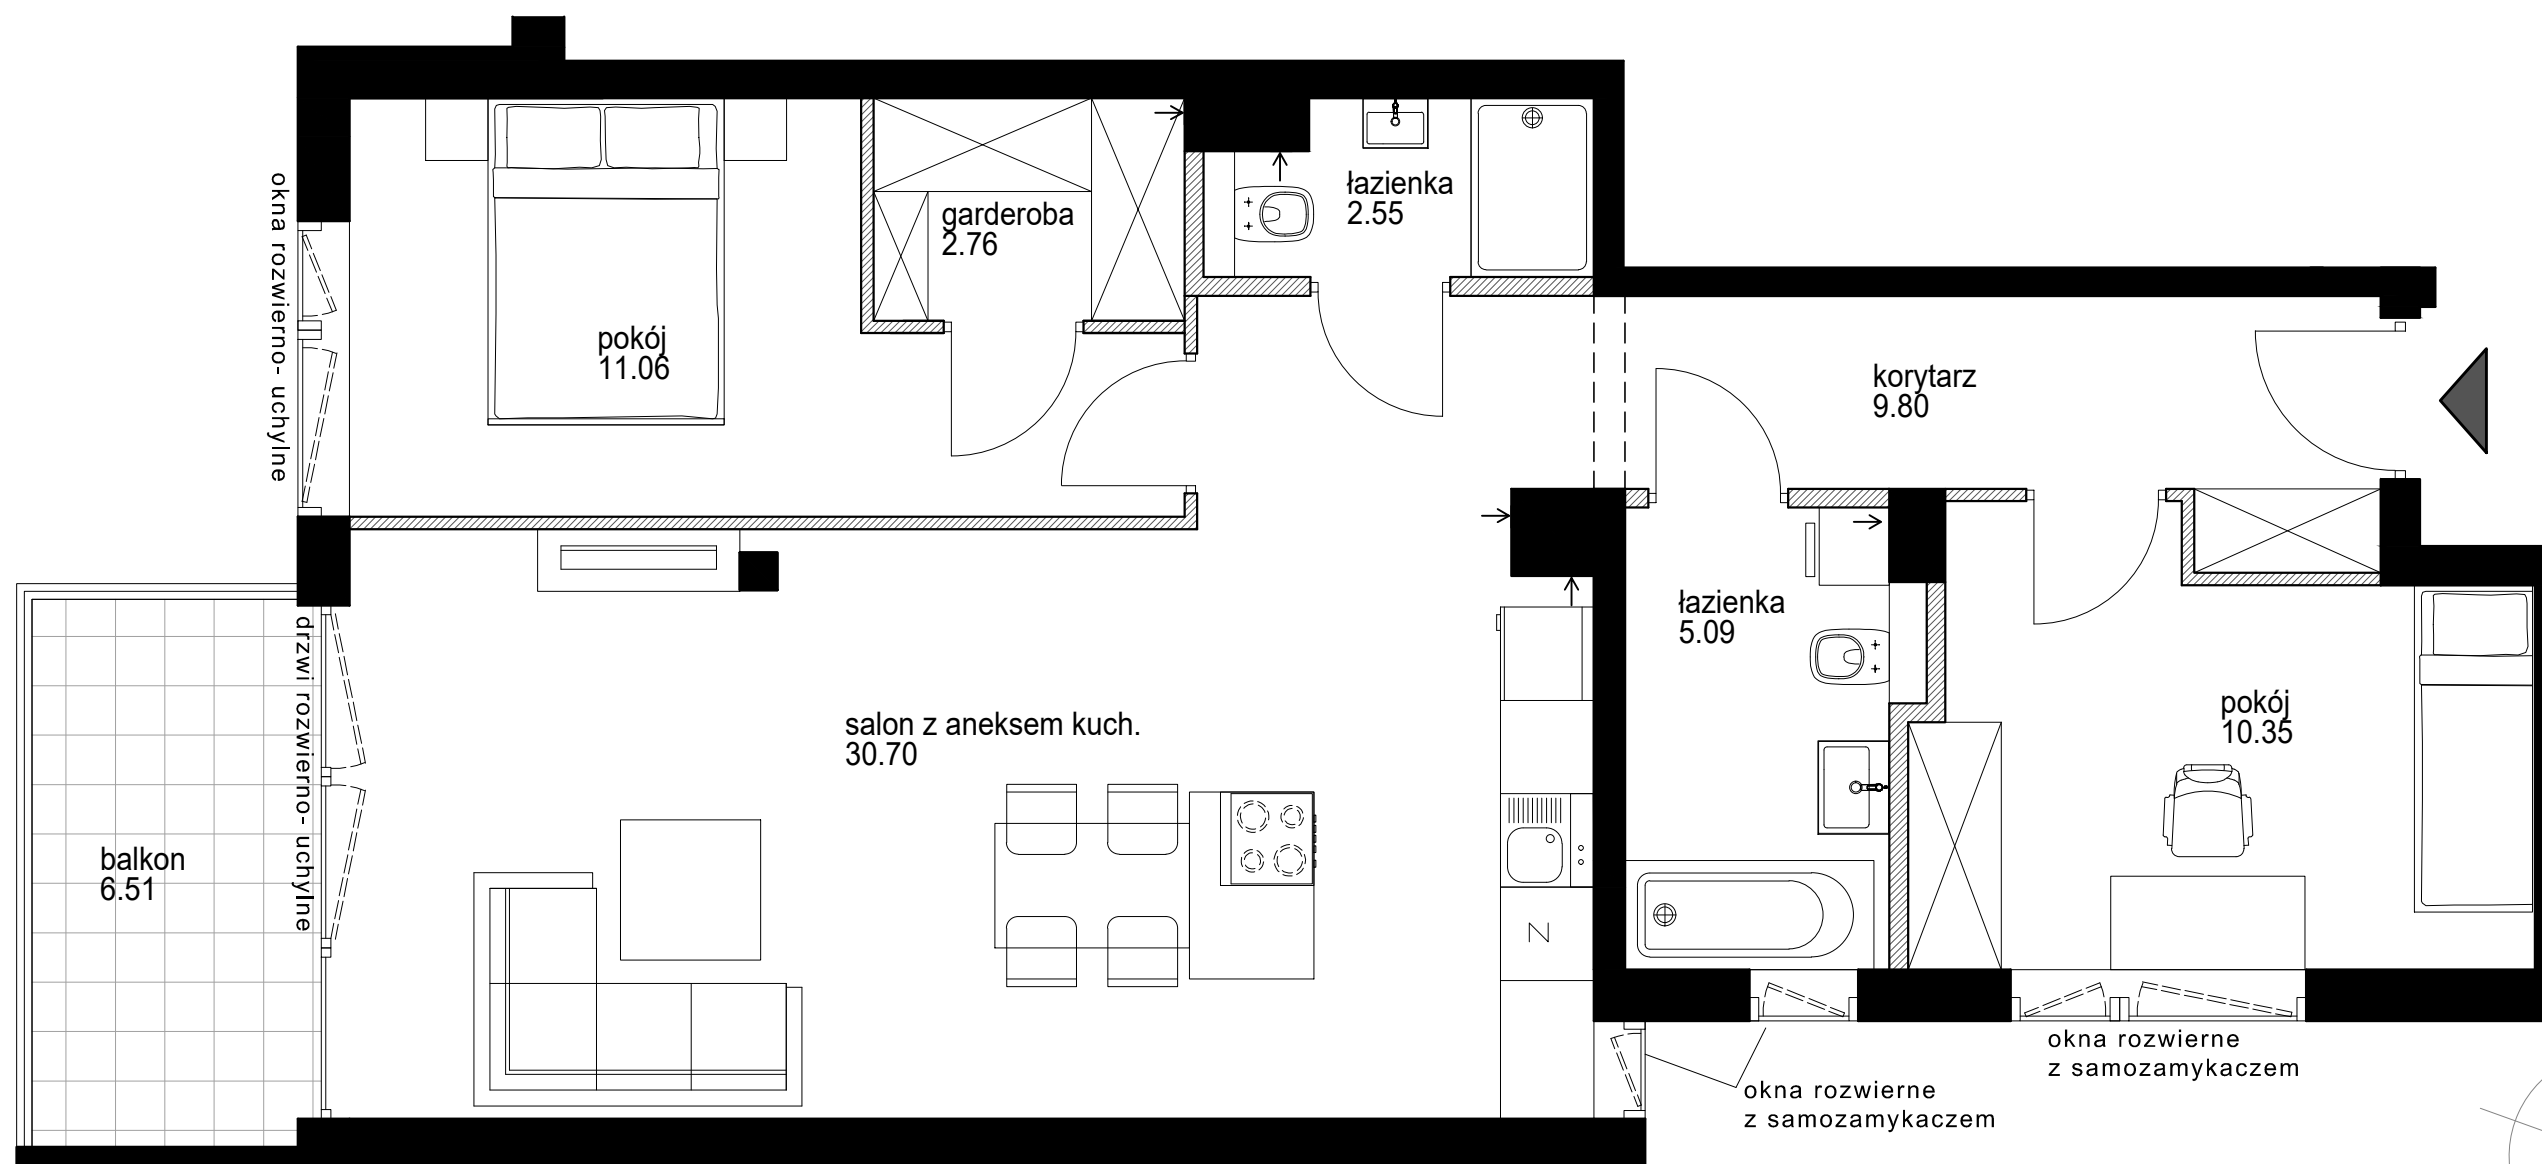 okna rozwierno- uchylne
pokój
11.06
garderoba
2.76
łazienka
2.55
korytarz
9.80
łazienka
5.09
pokój
10.35
salon z aneksem kuch.
30.70
drzwi rozwierno- uchylne
balkon
6.51
N
okna rozwierne
z samozamykaczem
okna rozwierne
z samozamykaczem